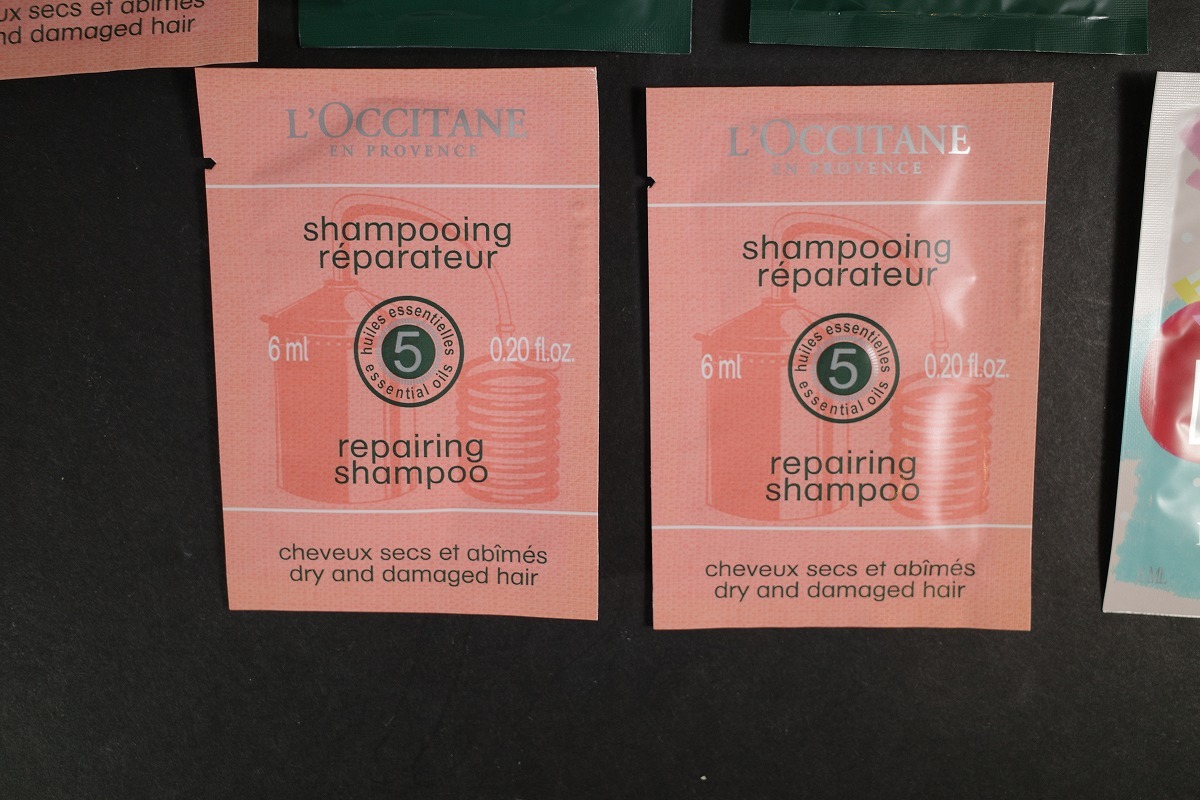 ux secs et abîmés
nd damaged hair
L'OCCITANE
EN PROVENCE
shampooing
réparateur
6 ml
huiles essentielles
5
essential oils
0.20 fl.oz.
repairing
shampoo
cheveux secs et abîmés
dry and damaged hair
L'OCCITANE
EN PROVENCE
shampooing
réparateur
6 ml
huiles essentielles
5
essential oils
0.20 fl.oz.
repairing
shampoo
cheveux secs et abîmés
dry and damaged hair